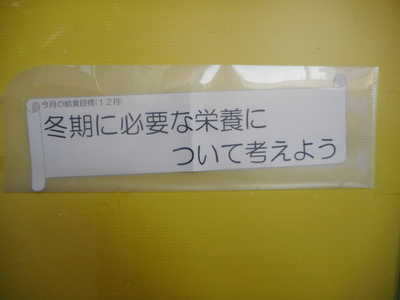 今月の給食目標(12月)
冬期に必要な栄養に
ついて考えよう